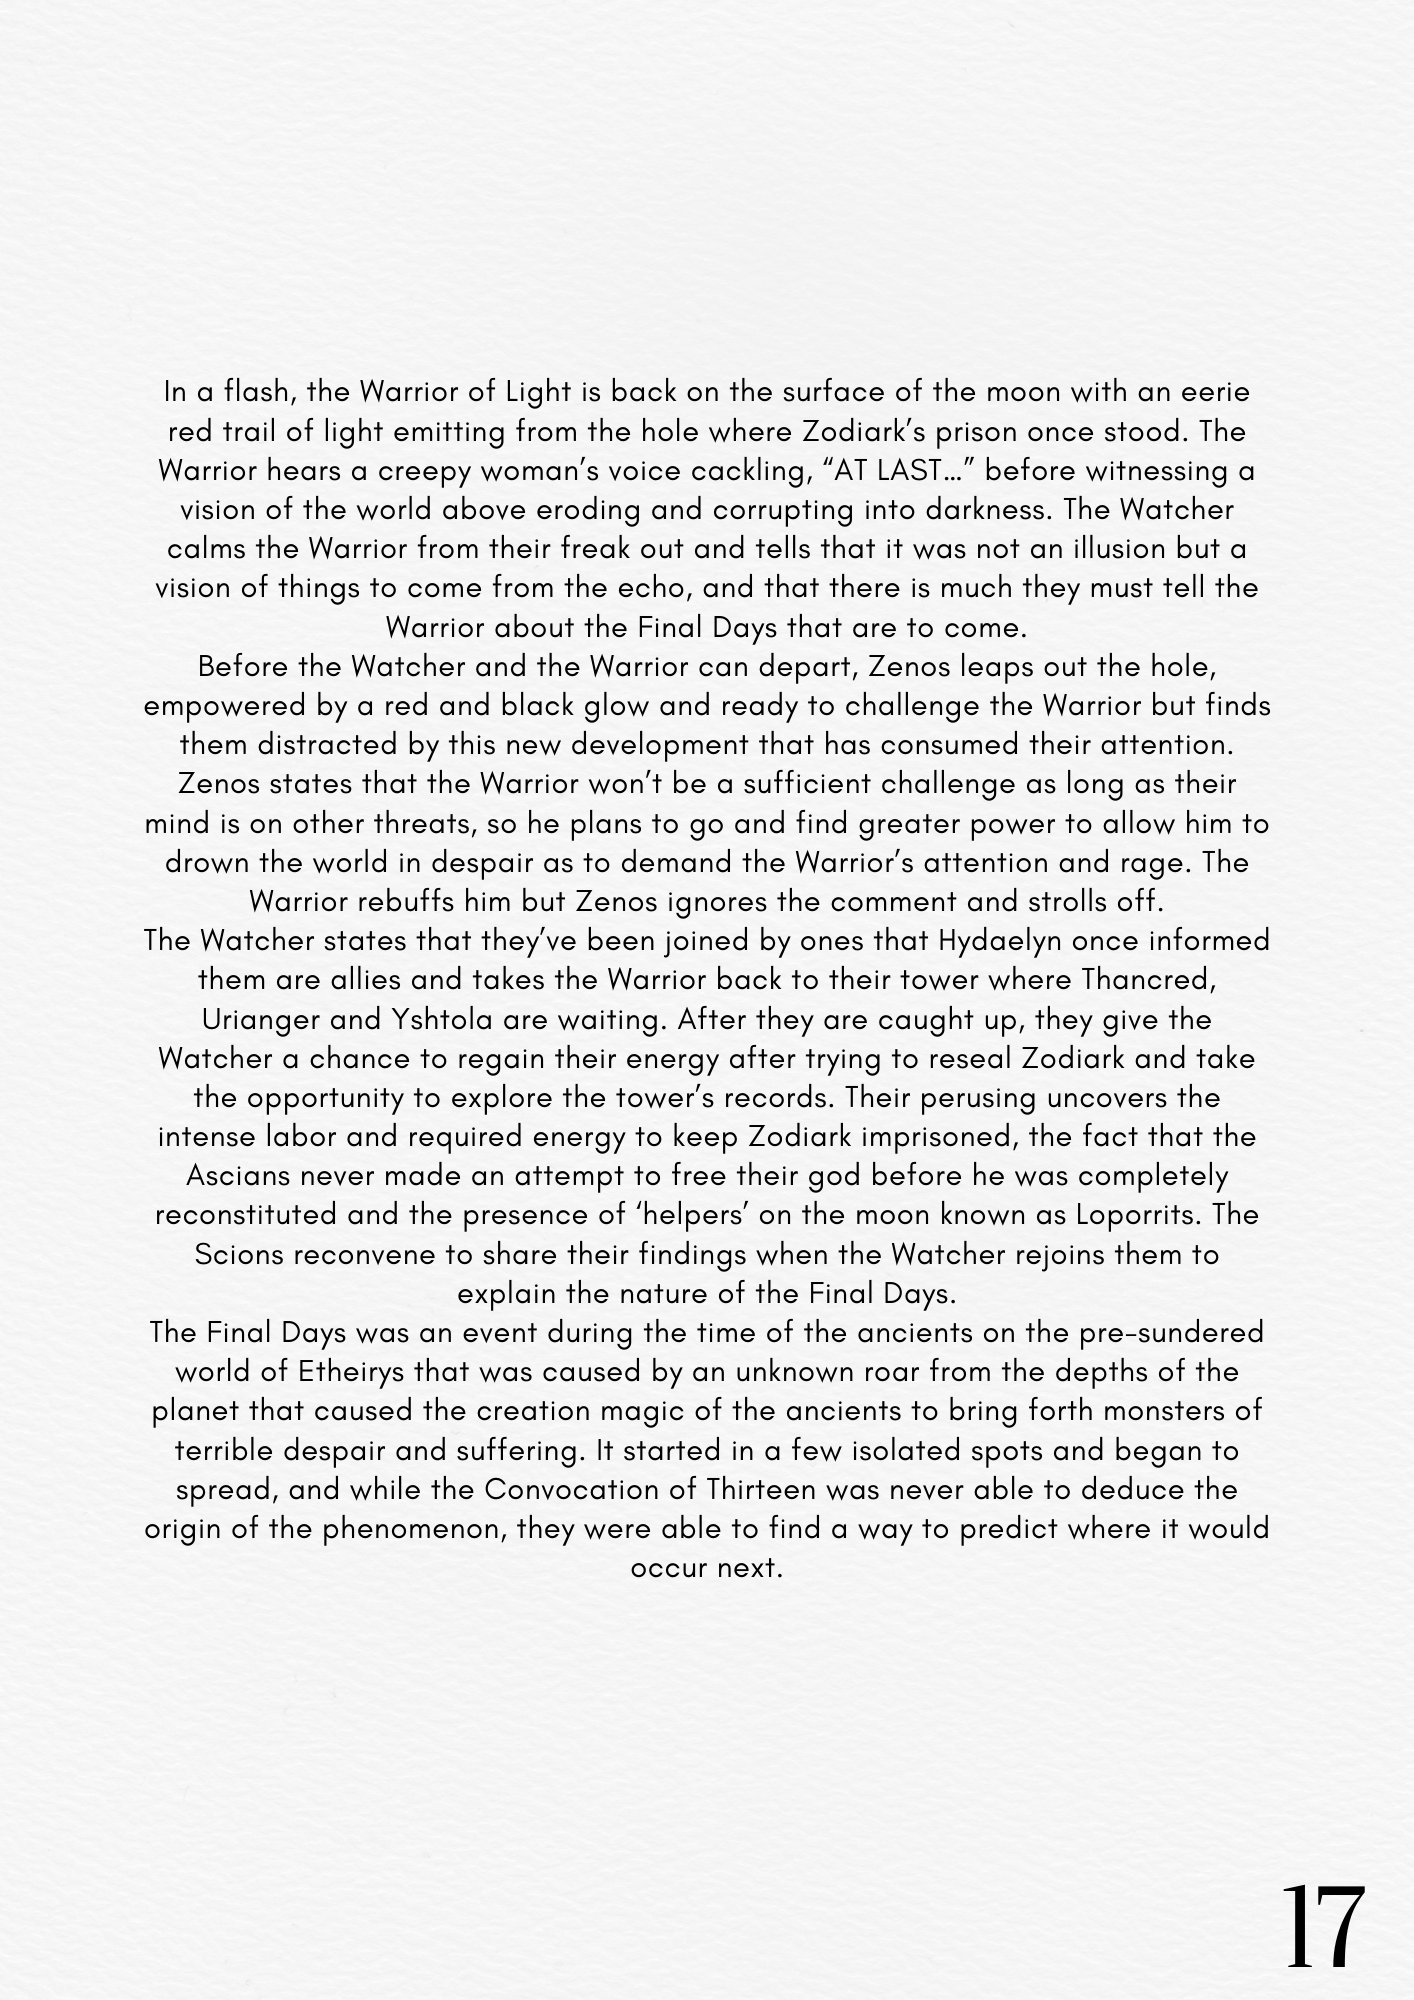 In a flash, the Warrior of Light is back on the surface of the moon with an eerie
red trail of light emitting from the hole where Zodiark’s prison once stood. The
Warrior hears a creepy woman’s voice cackling, “AT LAST...” before witnessing a
vision of the world above eroding and corrupting into darkness. The Watcher
calms the Warrior from their freak out and tells that it was not an illusion but a
vision of things to come from the echo, and that there is much they must tell the
Warrior about the Final Days that are to come.
Before the Watcher and the Warrior can depart, Zenos leaps out the hole,
empowered by a red and black glow and ready to challenge the Warrior but finds
them distracted by this new development that has consumed their attention.
Zenos states that the Warrior won’t be a sufficient challenge as long as their
mind is on other threats, so he plans to go and find greater power to allow him to
drown the world in despair as to demand the Warrior’s attention and rage. The
Warrior rebuffs him but Zenos ignores the comment and strolls off.
The Watcher states that they’ve been joined by ones that Hydaelyn once informed
them are allies and takes the Warrior back to their tower where Thancred,
Urianger and Yshtola are waiting. After they are caught up, they give the
Watcher a chance to regain their energy after trying to reseal Zodiark and take
the opportunity to explore the tower’s records. Their perusing uncovers the
intense labor and required energy to keep Zodiark imprisoned, the fact that the
Ascians never made an attempt to free their god before he was completely
reconstituted and the presence of ‘helpers’ on the moon known as Loporrits. The
Scions reconvene to share their findings when the Watcher rejoins them to
explain the nature of the Final Days.
The Final Days was an event during the time of the ancients on the pre-sundered
world of Etheirys that was caused by an unknown roar from the depths of the
planet that caused the creation magic of the ancients to bring forth monsters of
terrible despair and suffering. It started in a few isolated spots and began to
spread, and while the Convocation of Thirteen was never able to deduce the
origin of the phenomenon, they were able to find a way to predict where it would
occur next.
17